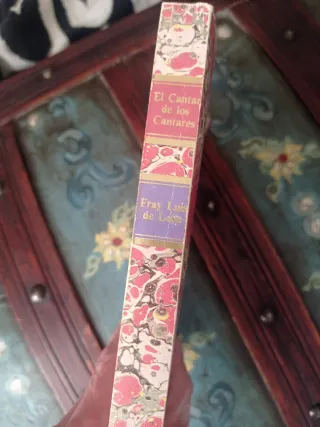 El Cantar
de los
Cantares
Fray Luis
de León